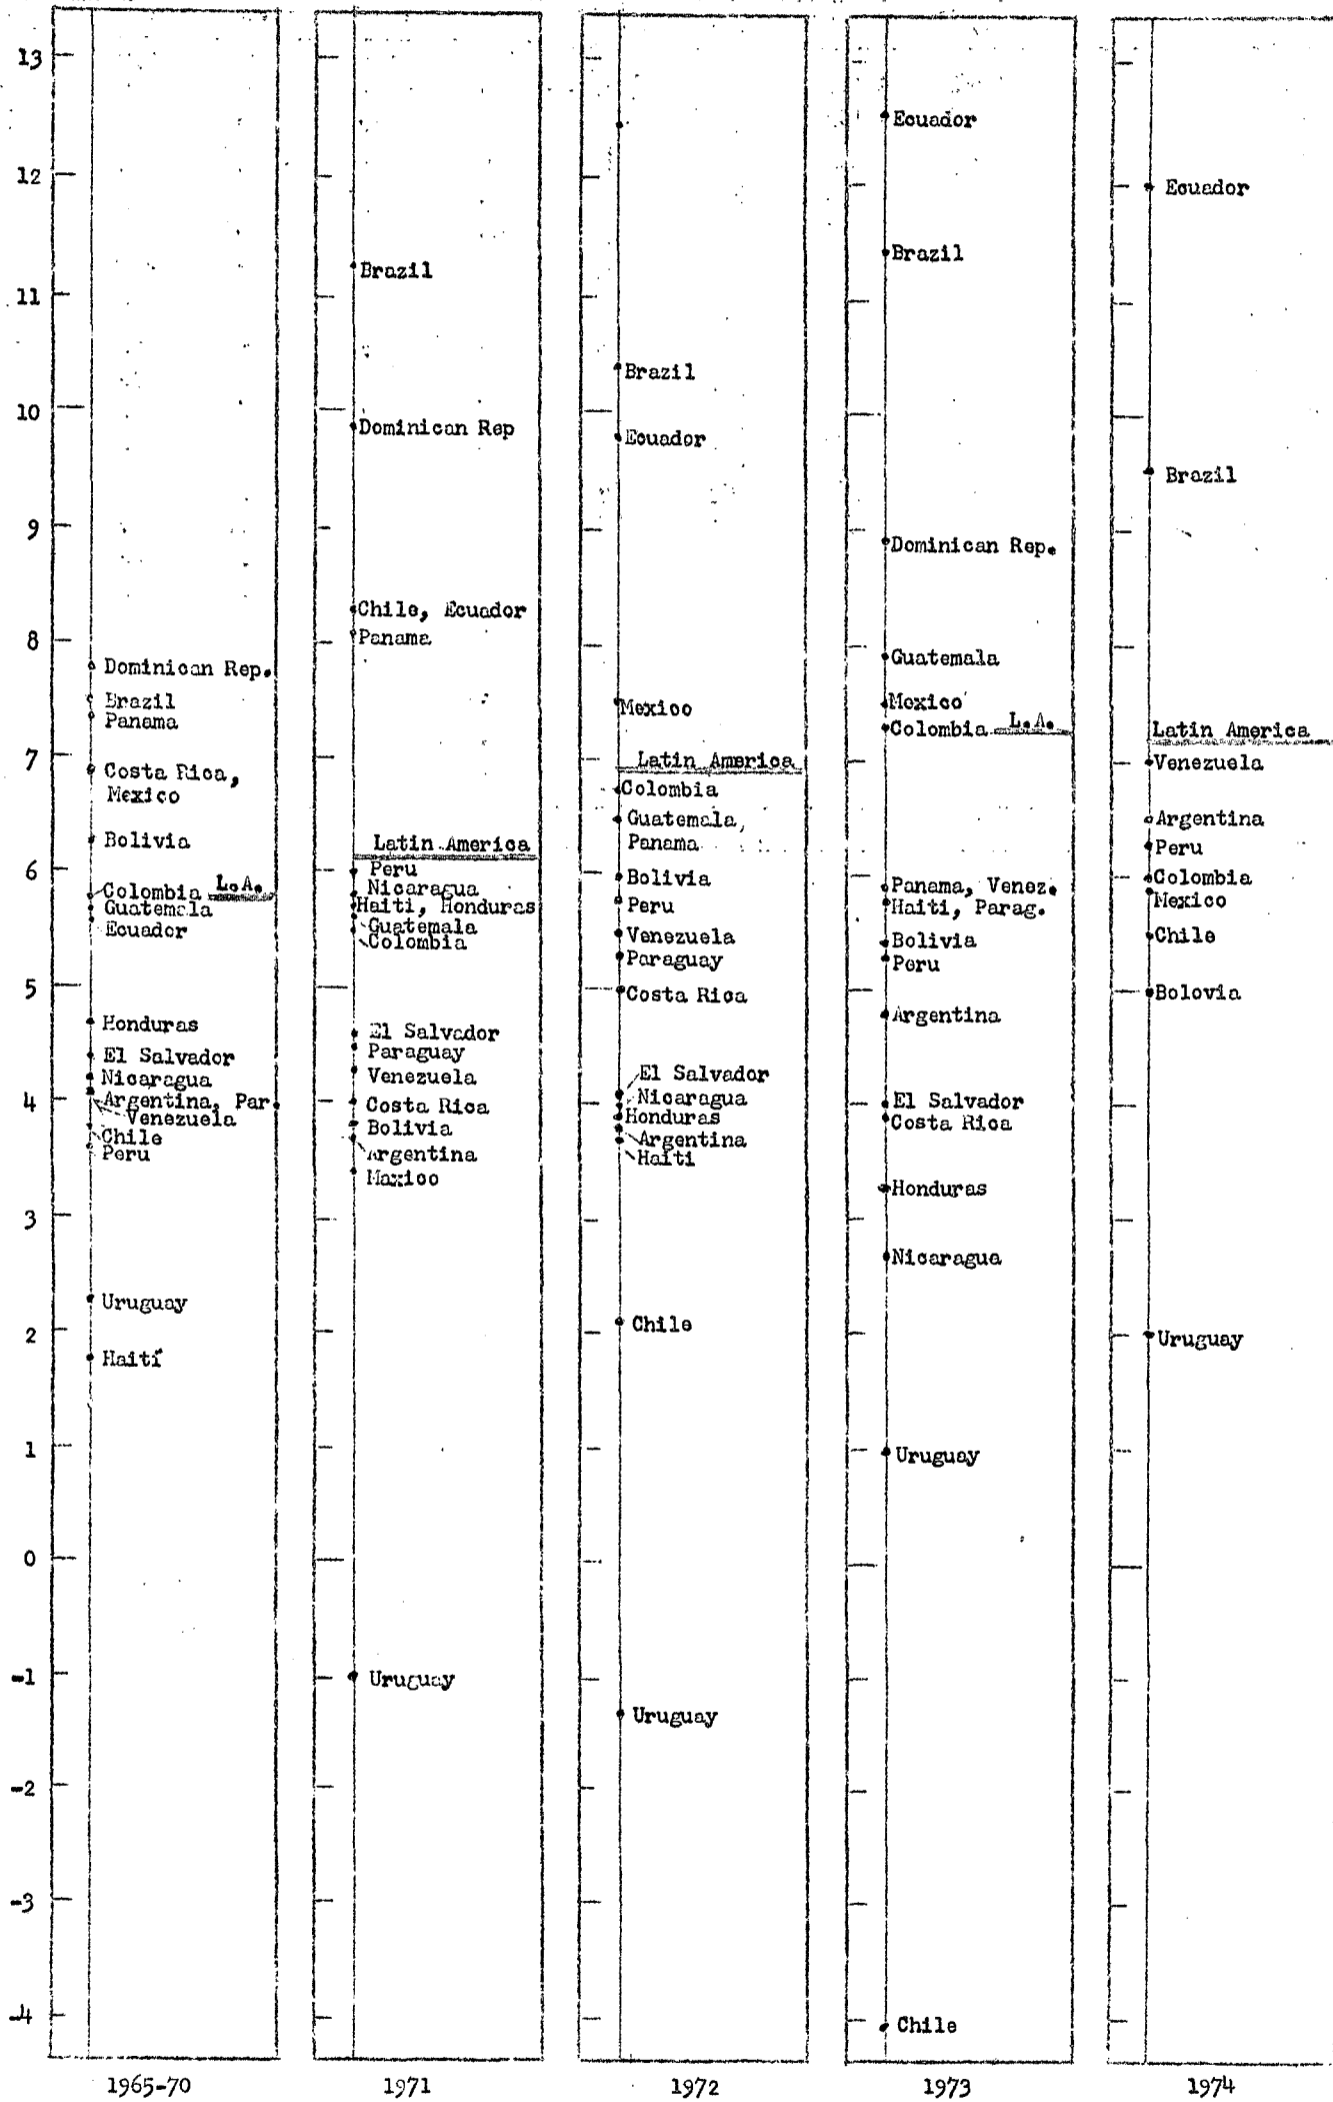 13
12
11
10
9
8
7
6
5
4
3
2
1
0
-1
-2
-3
-4
Dominican Rep.
Brazil
Panama
Costa Rica,
Mexico
Bolivia
Colombia L.A.
Guatemala
Ecuador
Honduras
El Salvador
Nicaragua
Argentina, Par.
Venezuela
Chile
Peru
Uruguay
Haití
1965-70
Brazil
Dominican Rep
Chile, Ecuador
Panama
Latin America
Peru
Nicaragua
Haiti, Honduras
Guatemala
Colombia
El Salvador
Paraguay
Venezuela
Costa Rica
Bolivia
Argentina
Maxico
Uruguay
1971
Brazil
Ecuador
Mexico
Latin America
Colombia
Guatemala,
Panama
Bolivia
Peru
Venezuela
Paraguay
Costa Rica
El Salvador
Nicaragua
Honduras
Argentina
Haiti
Chile
Uruguay
1972
Ecuador
Brazil
Dominican Rep.
Guatemala
Mexico
Colombia L.A.
Panama, Venez.
Haiti, Parag.
Bolivia
Peru
Argentina
El Salvador
Costa Rica
Honduras
Nicaragua
Uruguay
Chile
1973
Ecuador
Brazil
Latin America
Venezuela
Argentina
Peru
Colombia
Mexico
Chile
Bolovia
Uruguay
1974